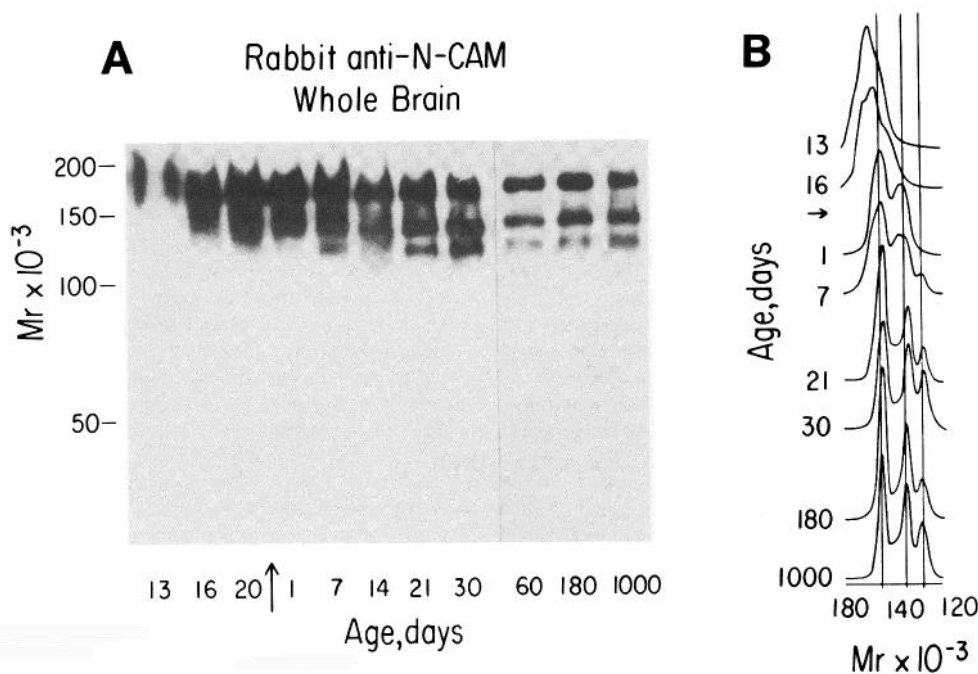 A
Rabbit anti-N-CAM
Whole Brain
Mr x 10⁻³
200
150
100
50
13 16 20 ↑ 1 7 14 21 30 60 180 1000
Age,days
B
Age,days
13
16
→
1
7
21
30
180
1000
180 140 120
Mr x 10⁻³